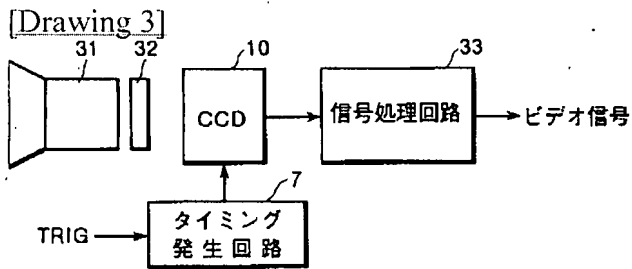 [Drawing 3]
31
32
10
33
CCD
信号処理回路
ビデオ信号
7
TRIG
タイミング
発生回路